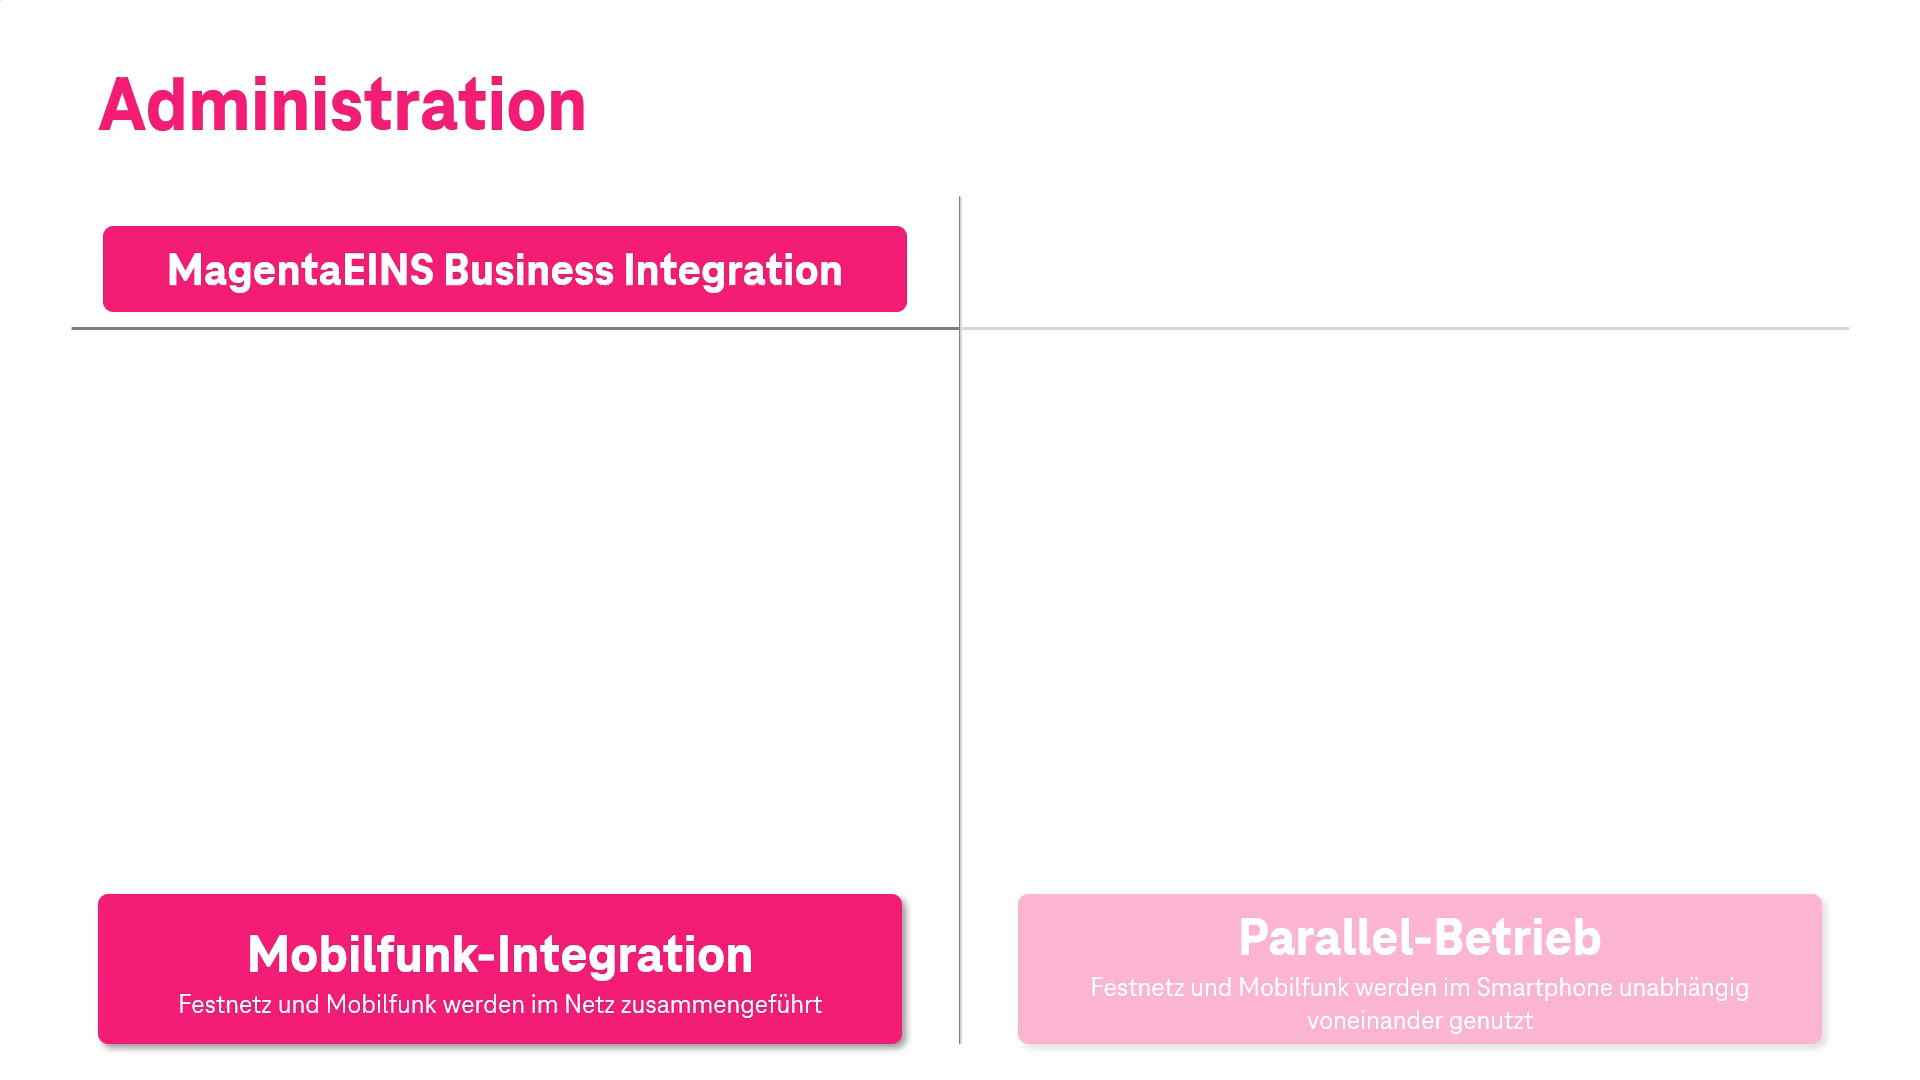 Administration
MagentaEINS Business Integration
Mobilfunk-Integration
Festnetz und Mobilfunk werden im Netz zusammengeführt
Parallel-Betrieb
Festnetz und Mobilfunk werden im Smartphone unabhängig
voneinander genutzt